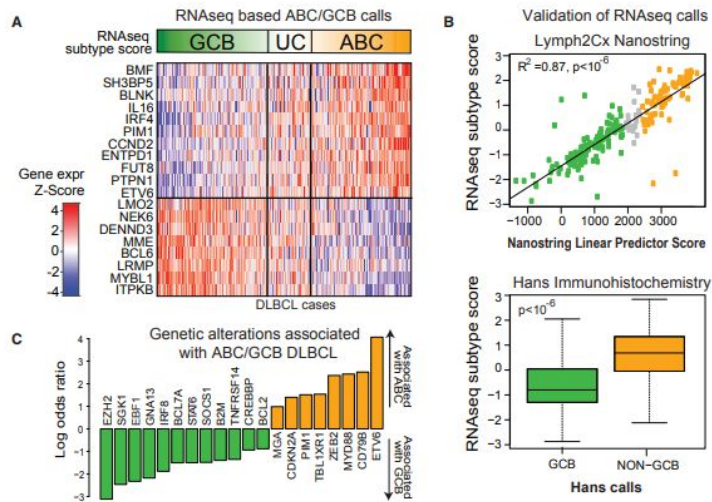 A
RNAseq based ABC/GCB calls
RNAseq
subtype score
GCB
UC
ABC
BMF
SH3BP5
BLNK
IL16
IRF4
PIM1
CCND2
ENTPD1
FUT8
PTPN1
ETV6
LMO2
NEK6
DENND3
MME
BCL6
LRMP
MYBL1
ITPKB
Gene expr
Z-Score
4
2
0
-2
-4
DLBCL cases
B
Validation of RNAseq calls
Lymph2Cx Nanostring
R² =0.87, p<10⁻⁶
RNAseq subtype score
3
2
1
0
-1
-2
-3
-1000 0 1000 2000 3000 4000
Nanostring Linear Predictor Score
Hans Immunohistochemistry
p<10⁻⁶
RNAseq subtype score
3
2
1
0
-1
-2
-3
GCB NON-GCB
Hans calls
C
Genetic alterations associated
with ABC/GCB DLBCL
Log odds ratio
4
3
2
1
0
-1
-2
-3
EZH2
SGK1
EBF1
GNA13
IRF8
BCL7A
STAT6
SOCS1
B2M
TNFRSF14
CREBBP
BCL2
MGA
CDKN2A
PIM1
TBL1XR1
ZEB2
MYD88
CD79B
ETV6
Associated
with ABC
Associated
with GCB